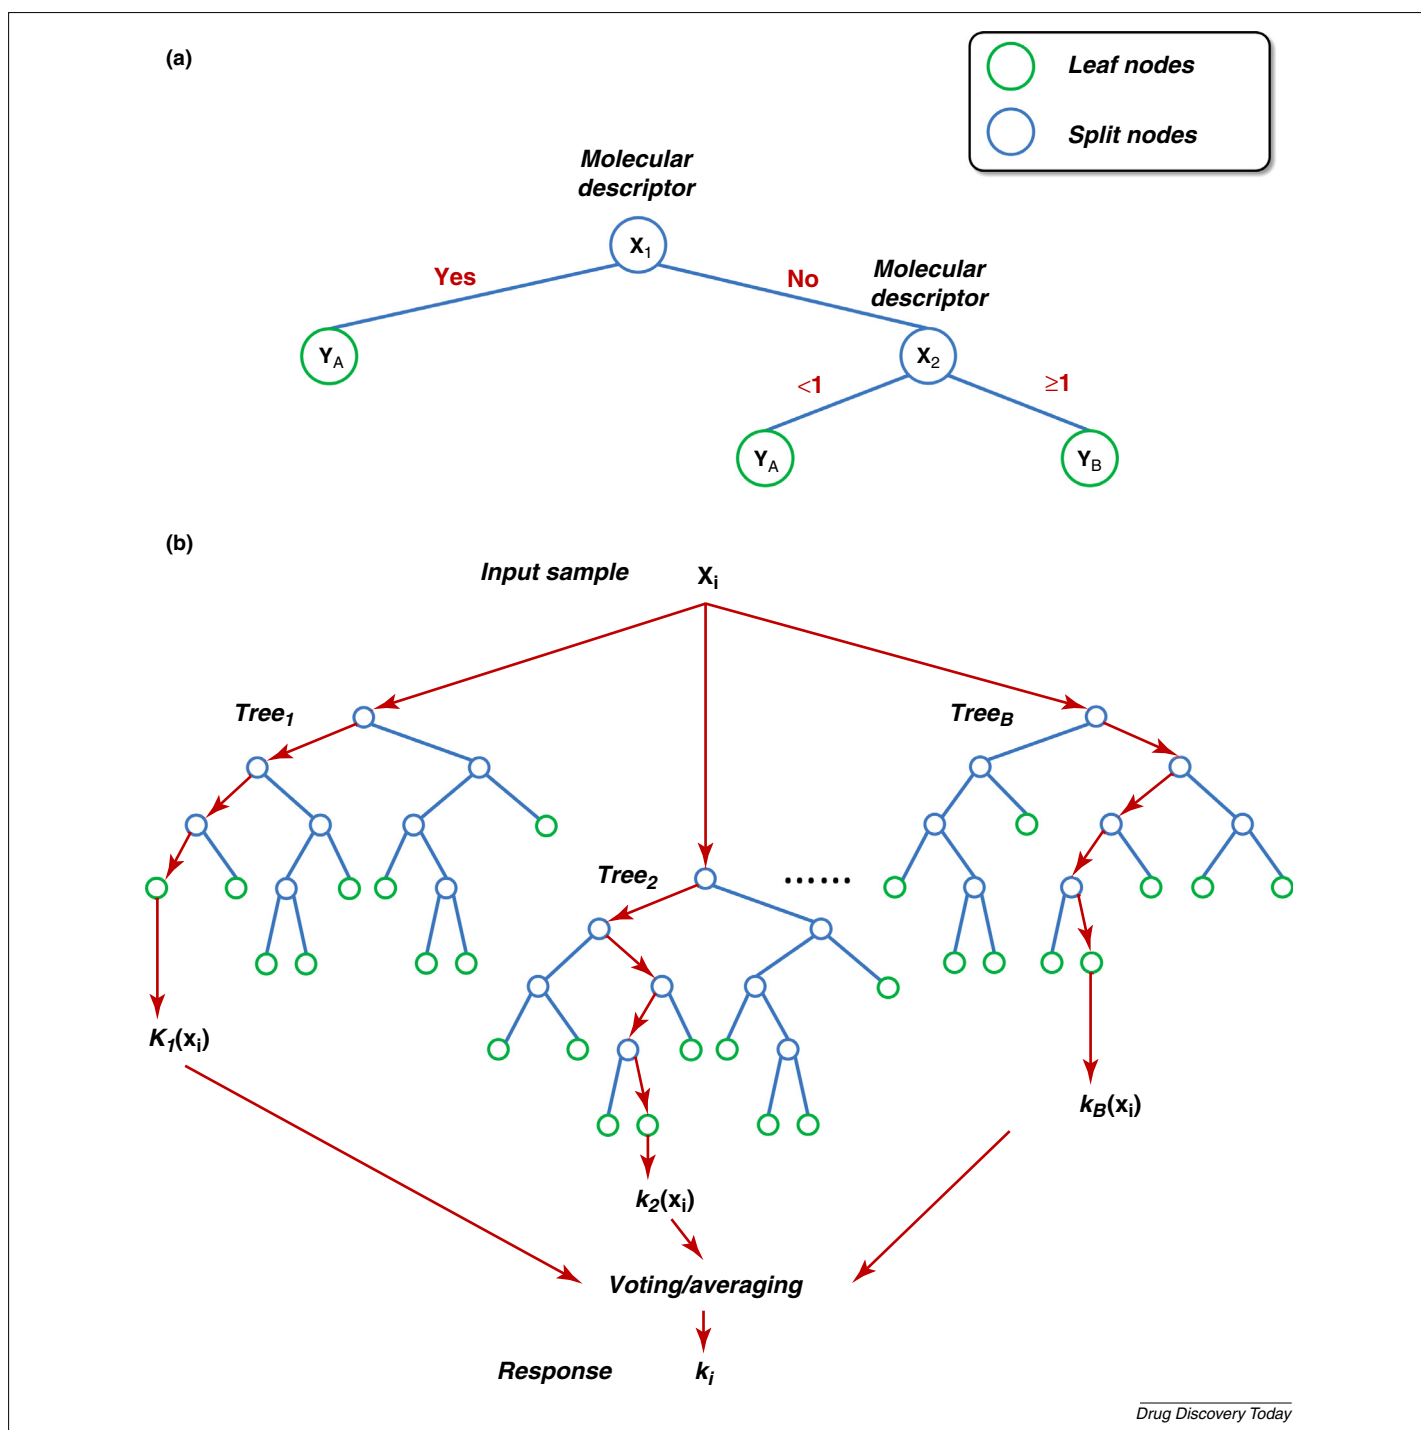 (a)
Leaf nodes
Split nodes
Molecular
descriptor
X1
Yes
No
Molecular
descriptor
YA
X2
<1
≥1
YA
YB
(b)
Input sample
Xi
Tree1
TreeB
Tree2
......
K1(xi)
kB(xi)
k2(xi)
Voting/averaging
Response
ki
Drug Discovery Today